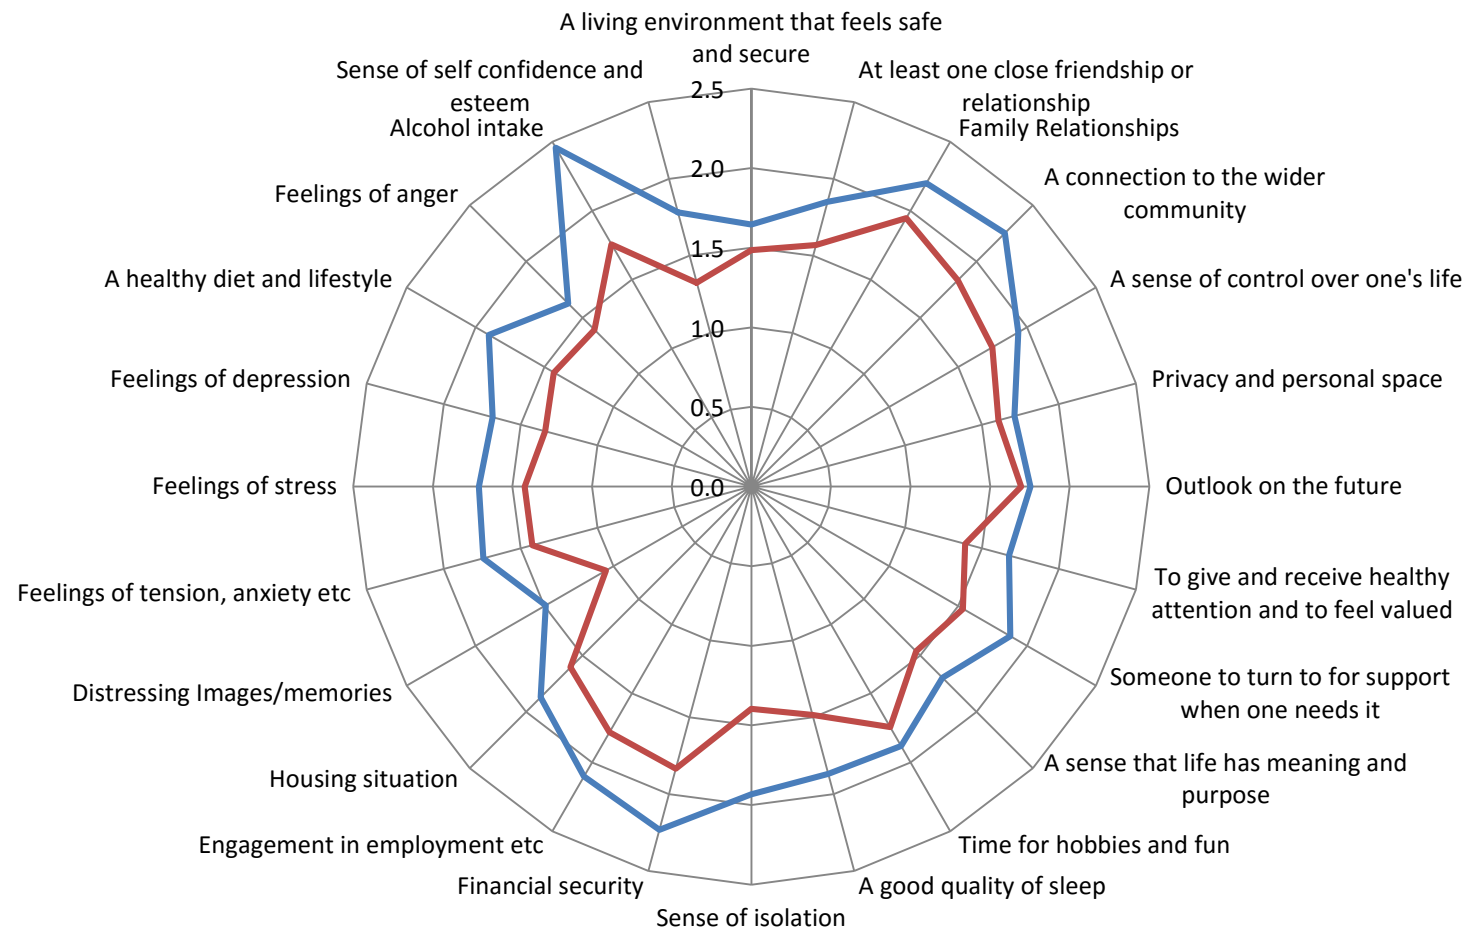 A living environment that feels safe
and secure
At least one close friendship or
relationship
Family Relationships
A connection to the wider
community
A sense of control over one's life
Privacy and personal space
Outlook on the future
To give and receive healthy
attention and to feel valued
Someone to turn to for support
when one needs it
A sense that life has meaning and
purpose
Time for hobbies and fun
A good quality of sleep
Sense of isolation
Financial security
Engagement in employment etc
Housing situation
Distressing Images/memories
Feelings of tension, anxiety etc
Feelings of stress
Feelings of depression
A healthy diet and lifestyle
Feelings of anger
Alcohol intake
Sense of self confidence and
esteem
2.5
2.0
1.5
1.0
0.5
0.0